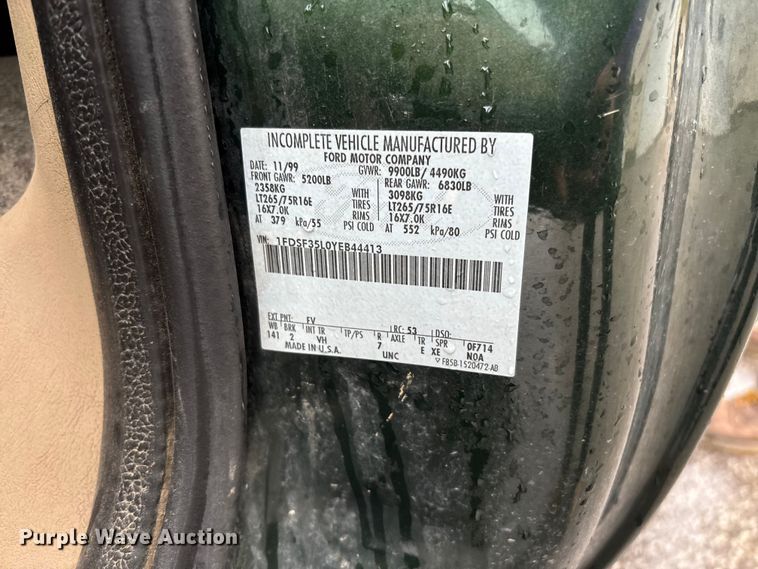 INCOMPLETE VEHICLE MANUFACTURED BY
FORD MOTOR COMPANY
DATE: 11/99 GVWR: 9900LB/ 4490KG
FRONT GAWR: 5200LB REAR GAWR: 6830LB
2358KG WITH 3098KG WITH
LT265/75R16E TIRES LT265/75R16E TIRES
16X7.0K RIMS 16X7.0K RIMS
AT 379 kPa/55 PSI COLD AT 552 kPa/80 PSI COLD
VIN: 1FDSF35L0YEB44413
EXT PNT: FV RC: 53 DSO:
WB BRK INT TR TP/PS R AXLE TR SPR 0F714
141 2 VH 7 E XE N0A
MADE IN U.S.A. UNC F85B-1520472-AB
Purple Wave Auction